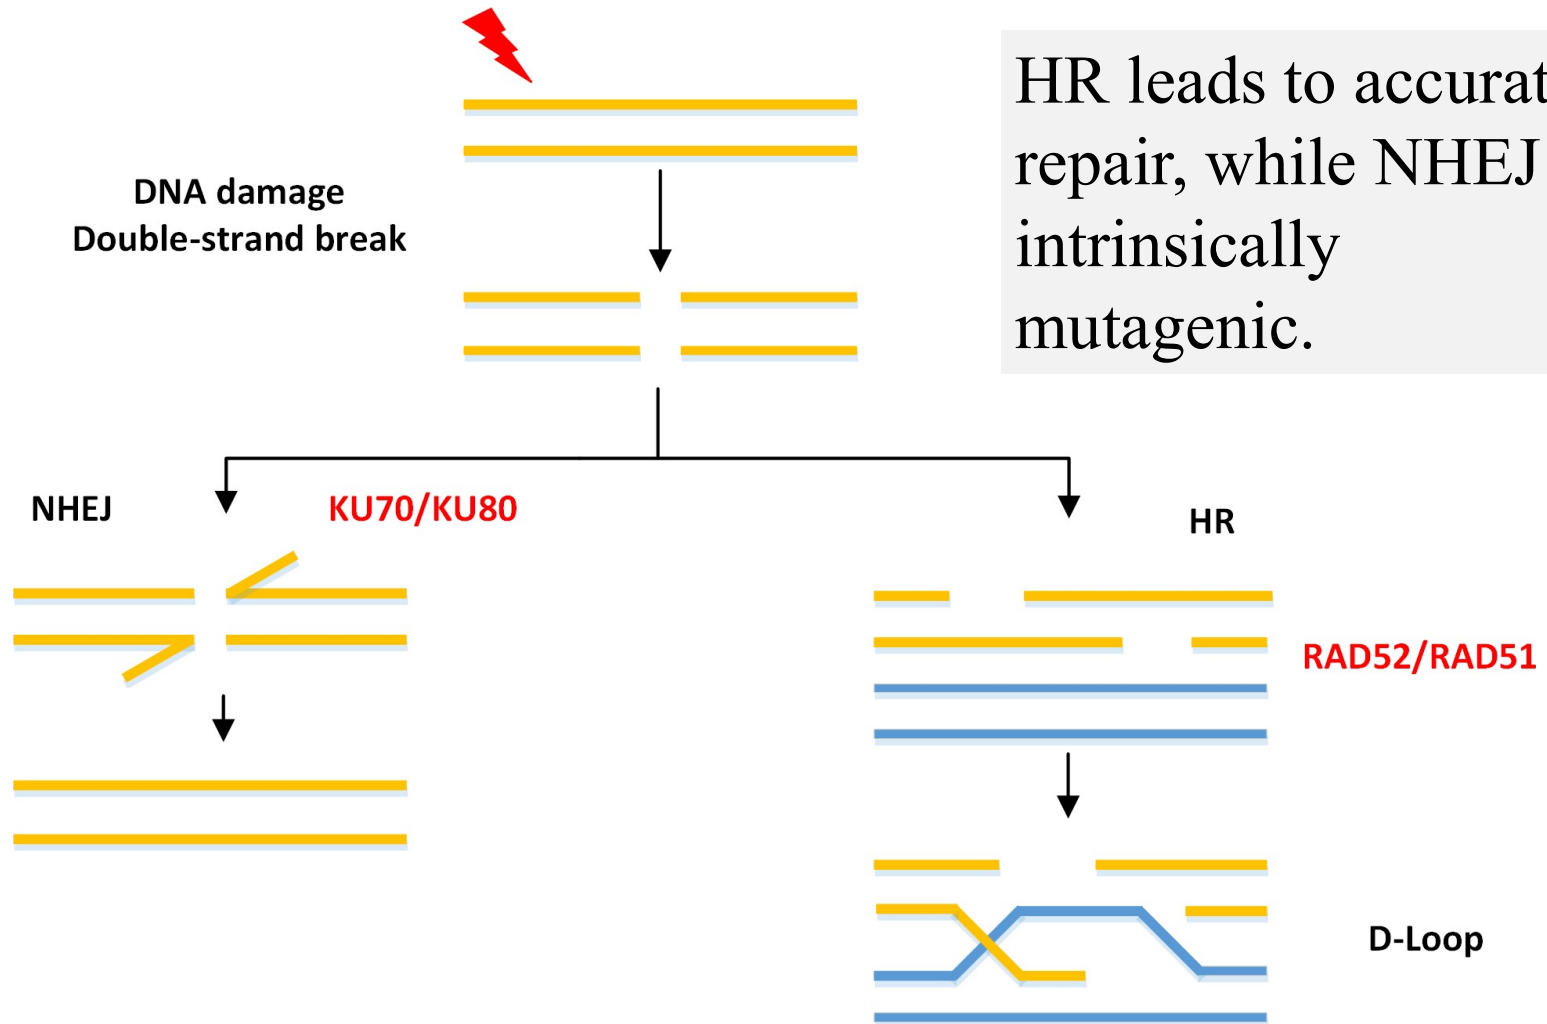 HR leads to accurat
repair, while NHEJ
intrinsically
mutagenic.
DNA damage
Double-strand break
NHEJ
KU70/KU80
HR
RAD52/RAD51
D-Loop